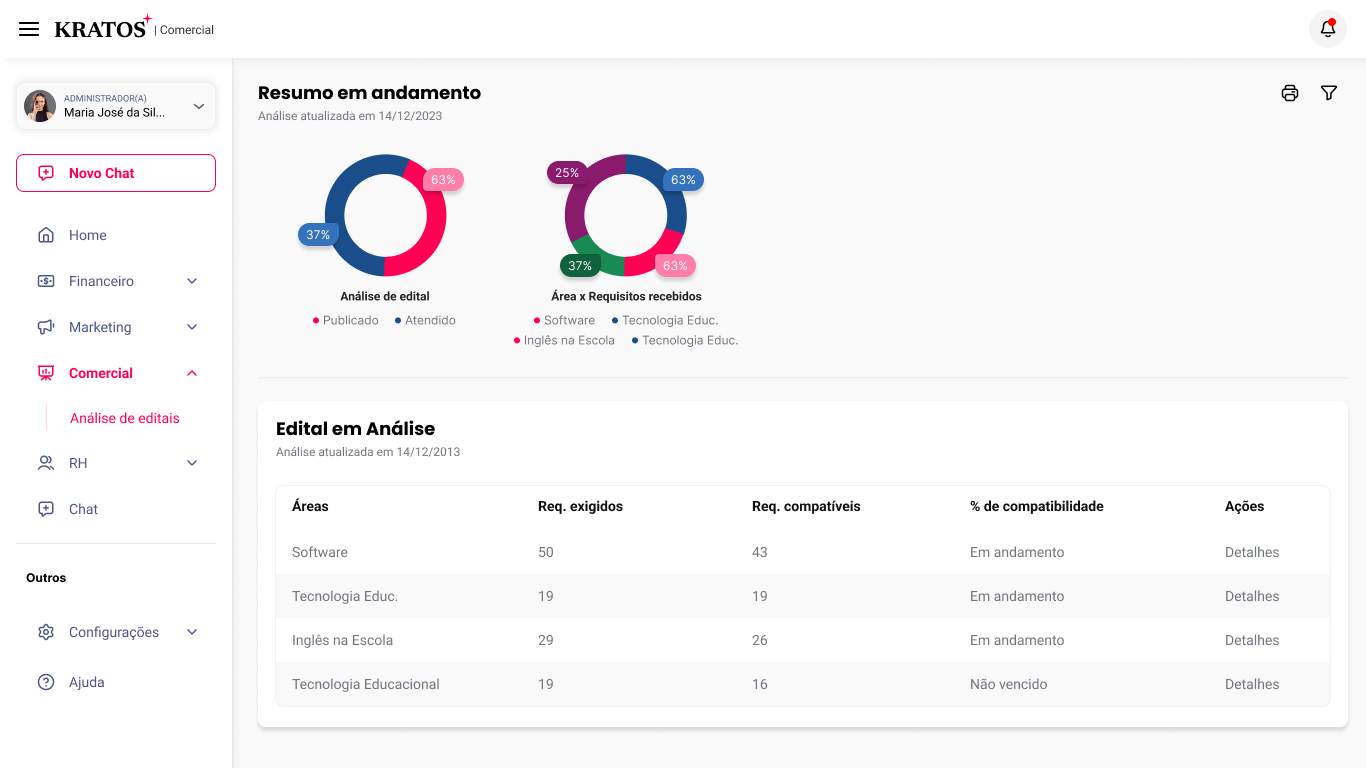 KRATOS | Comercial
ADMINISTRADOR(A)
Maria José da Sil...
Novo Chat
Home
Financeiro
Marketing
Comercial
Análise de editais
RH
Chat
Outros
Configurações
Ajuda
Resumo em andamento
Análise atualizada em 14/12/2023
63%
37%
Análise de edital
Publicado Atendido
25%
63%
37%
63%
Área x Requisitos recebidos
Software Tecnologia Educ.
Inglês na Escola Tecnologia Educ.
Edital em Análise
Análise atualizada em 14/12/2013
Áreas Req. exigidos Req. compatíveis % de compatibilidade Ações
Software 50 43 Em andamento Detalhes
Tecnologia Educ. 19 19 Em andamento Detalhes
Inglês na Escola 29 26 Em andamento Detalhes
Tecnologia Educacional 19 16 Não vencido Detalhes